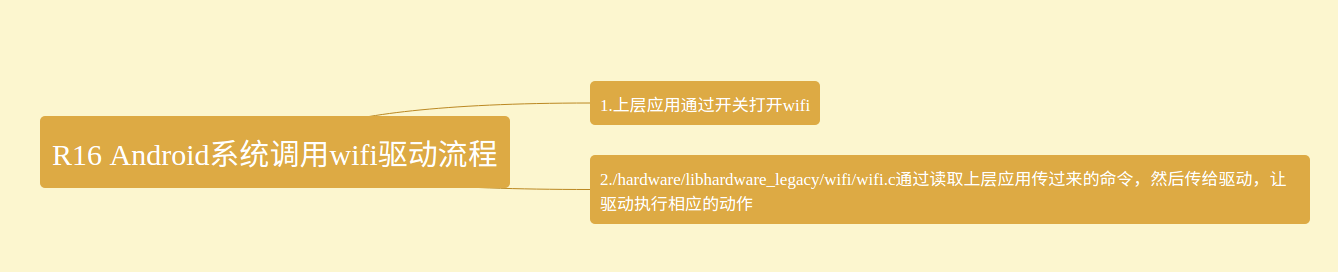 R16 Android系统调用wifi驱动流程
1.上层应用通过开关打开wifi
2./hardware/libhardware_legacy/wifi/wifi.c通过读取上层应用传过来的命令，然后传给驱动，让
驱动执行相应的动作